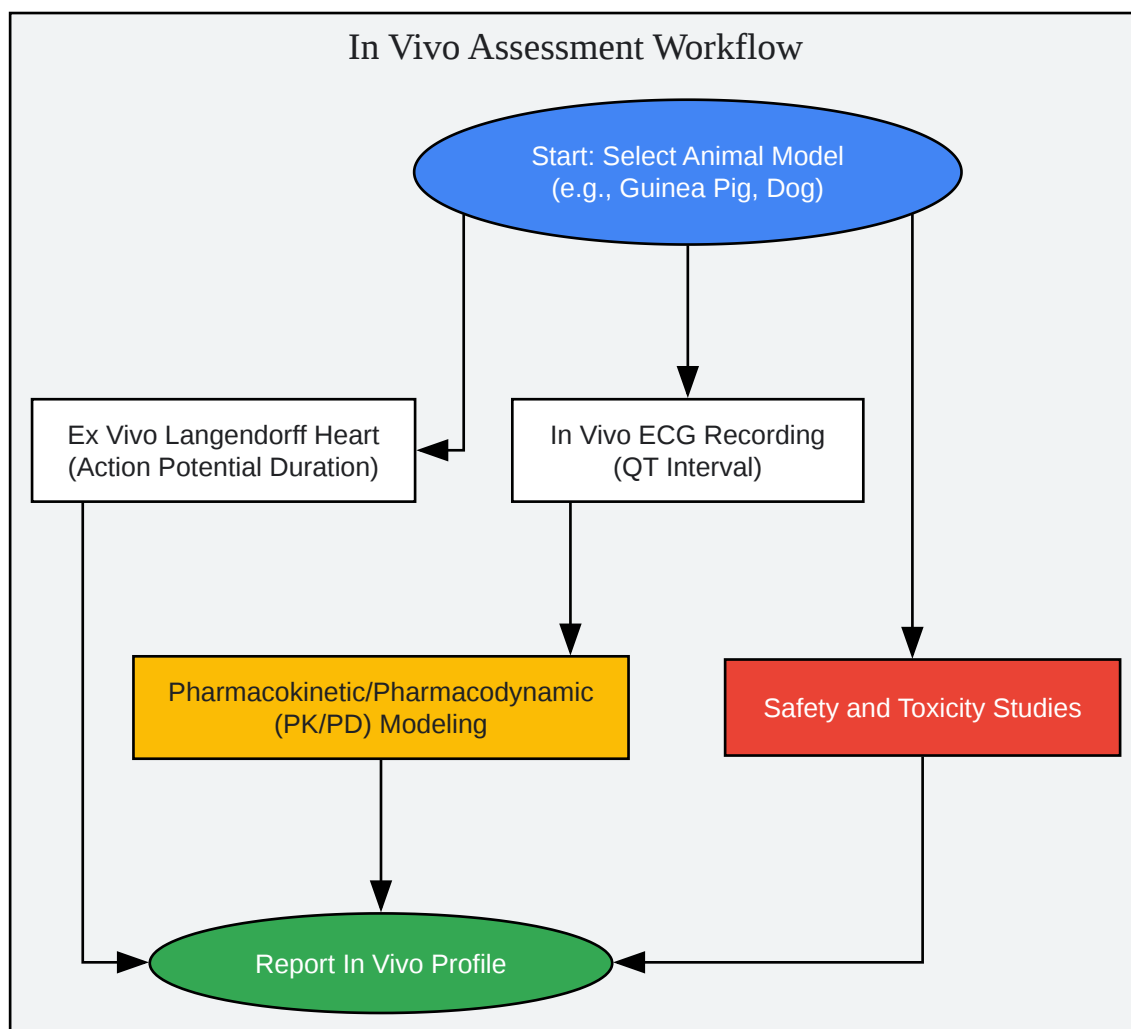 In Vivo Assessment Workflow
Start: Select Animal Model
(e.g., Guinea Pig, Dog)
Ex Vivo Langendorff Heart
(Action Potential Duration)
In Vivo ECG Recording
(QT Interval)
Pharmacokinetic/Pharmacodynamic
(PK/PD) Modeling
Safety and Toxicity Studies
Report In Vivo Profile